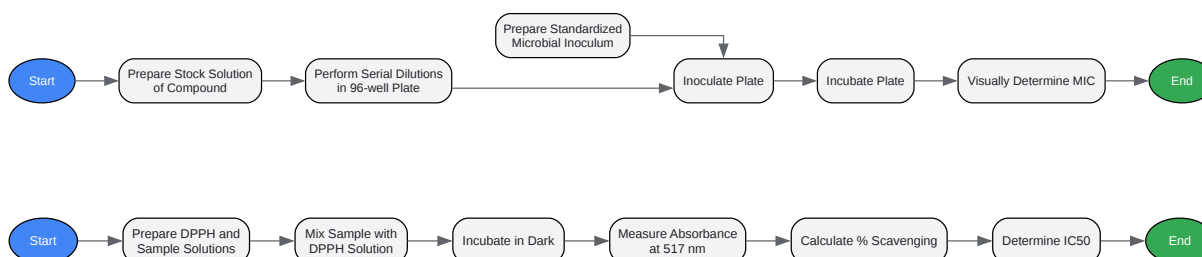 Prepare Standardized
Microbial Inoculum
Start
Prepare Stock Solution
of Compound
Perform Serial Dilutions
in 96-well Plate
Inoculate Plate
Incubate Plate
Visually Determine MIC
End
Start
Prepare DPPH and
Sample Solutions
Mix Sample with
DPPH Solution
Incubate in Dark
Measure Absorbance
at 517 nm
Calculate % Scavenging
Determine IC50
End